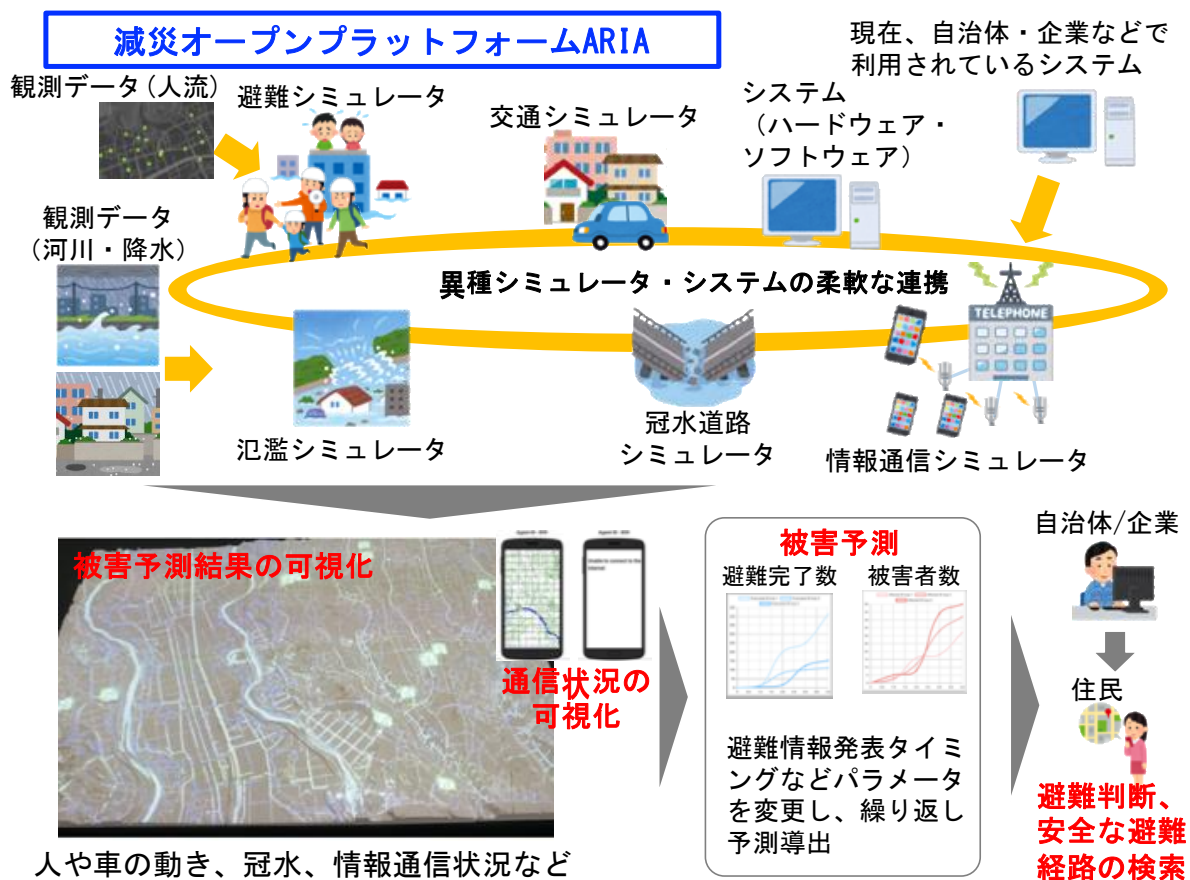 減災オープンプラットフォームARIA
現在、自治体・企業などで
利用されているシステム
観測データ(人流)
避難シミュレータ
交通シミュレータ
システム
（ハードウェア・
ソフトウェア）
観測データ
（河川・降水）
異種シミュレータ・システムの柔軟な連携
TELEPHONE
氾濫シミュレータ
冠水道路
シミュレータ
情報通信シミュレータ
被害予測結果の可視化
Unable to connect to the
internet
通信状況の
可視化
人や車の動き、冠水、情報通信状況など
被害予測
避難完了数
被害者数
避難情報発表タイミ
ングなどパラメータ
を変更し、繰り返し
予測導出
自治体/企業
住民
避難判断、
安全な避難
経路の検索